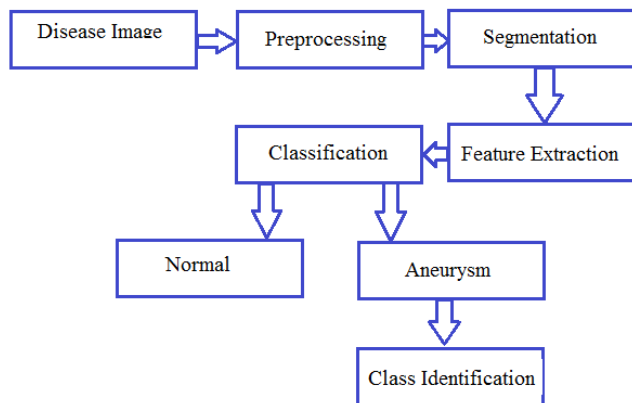 Disease Image
Preprocessing
Segmentation
Classification
Feature Extraction
Normal
Aneurysm
Class Identification